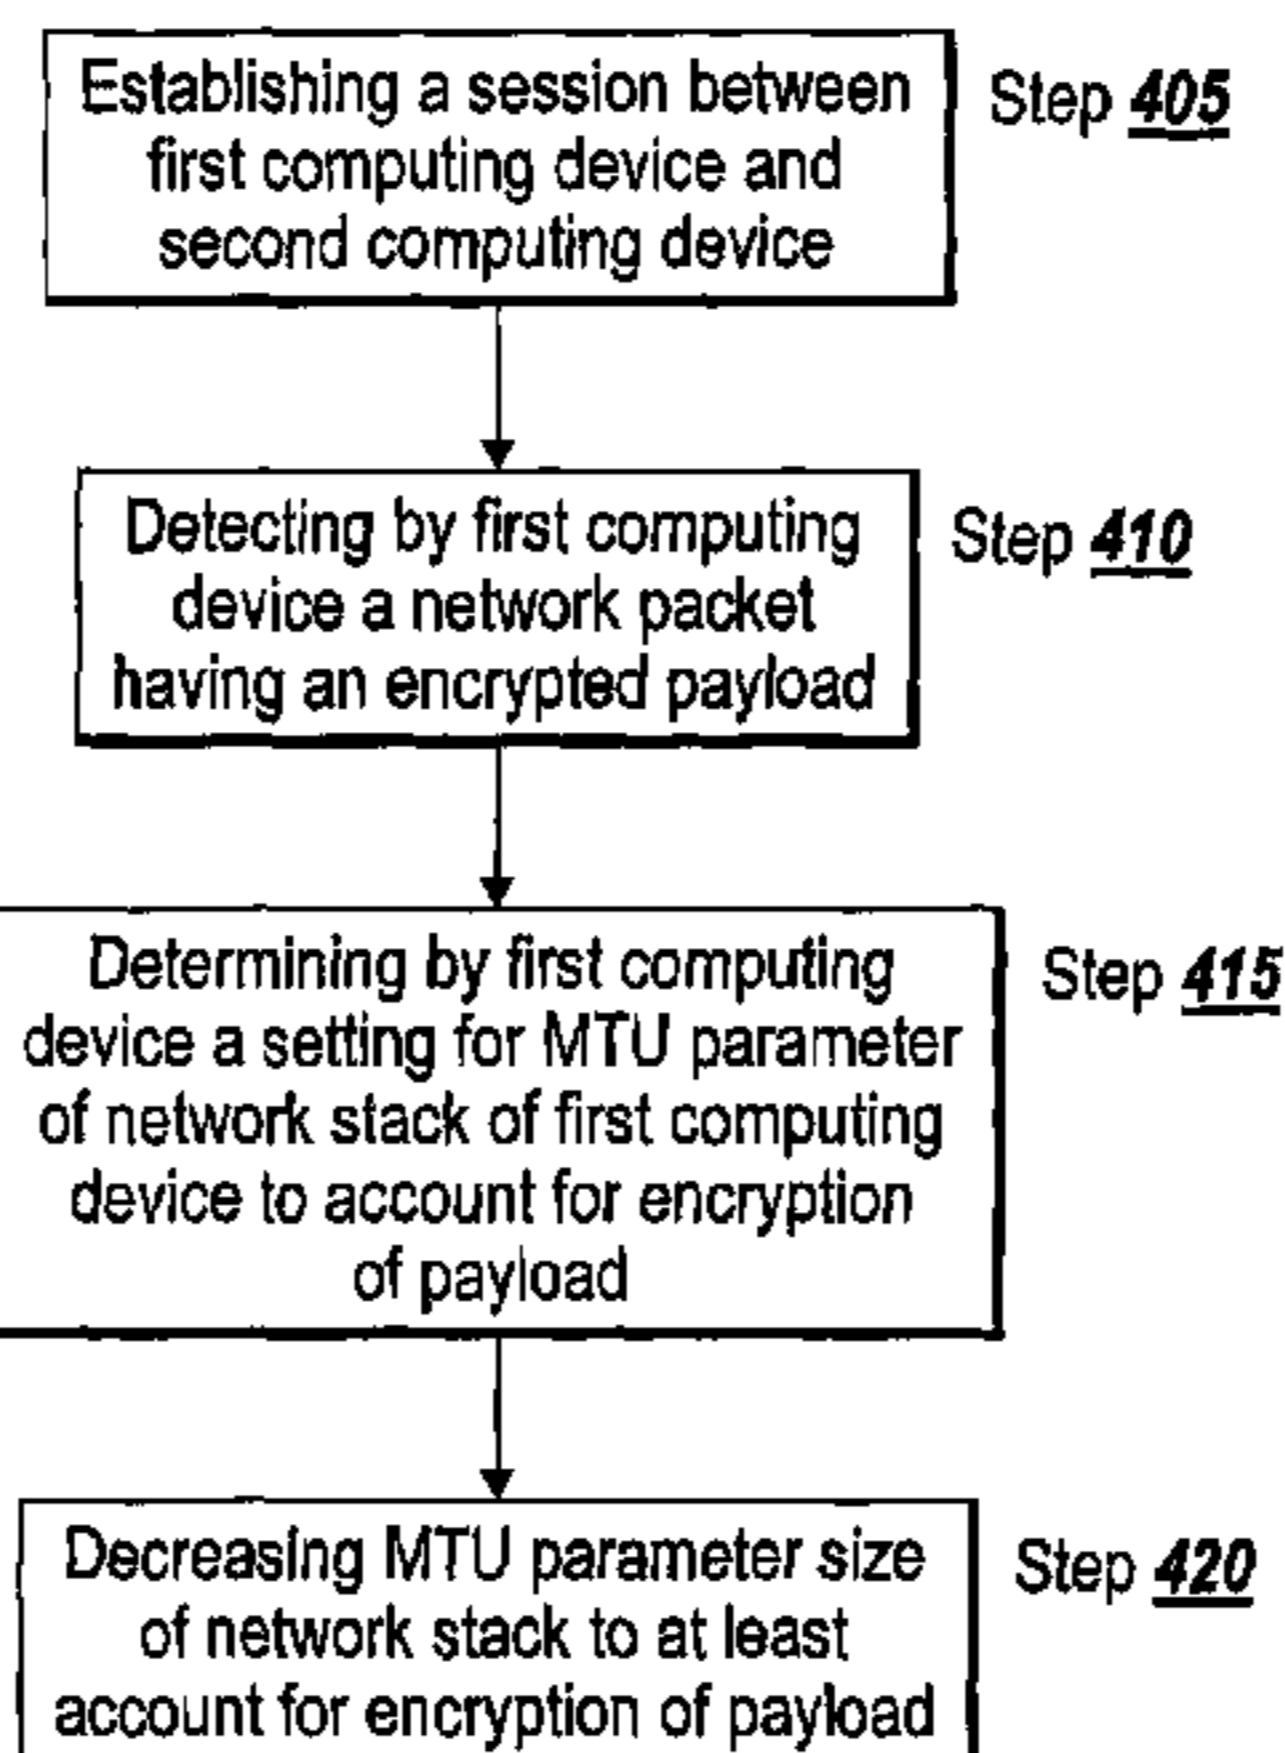 Establishing a session between
first computing device and
second computing device
Step 405
Detecting by first computing
device a network packet
having an encrypted payload
Step 410
Determining by first computing
device a setting for MTU parameter
of network stack of first computing
device to account for encryption
of payload
Step 415
Decreasing MTU parameter size
of network stack to at least
account for encryption of payload
Step 420